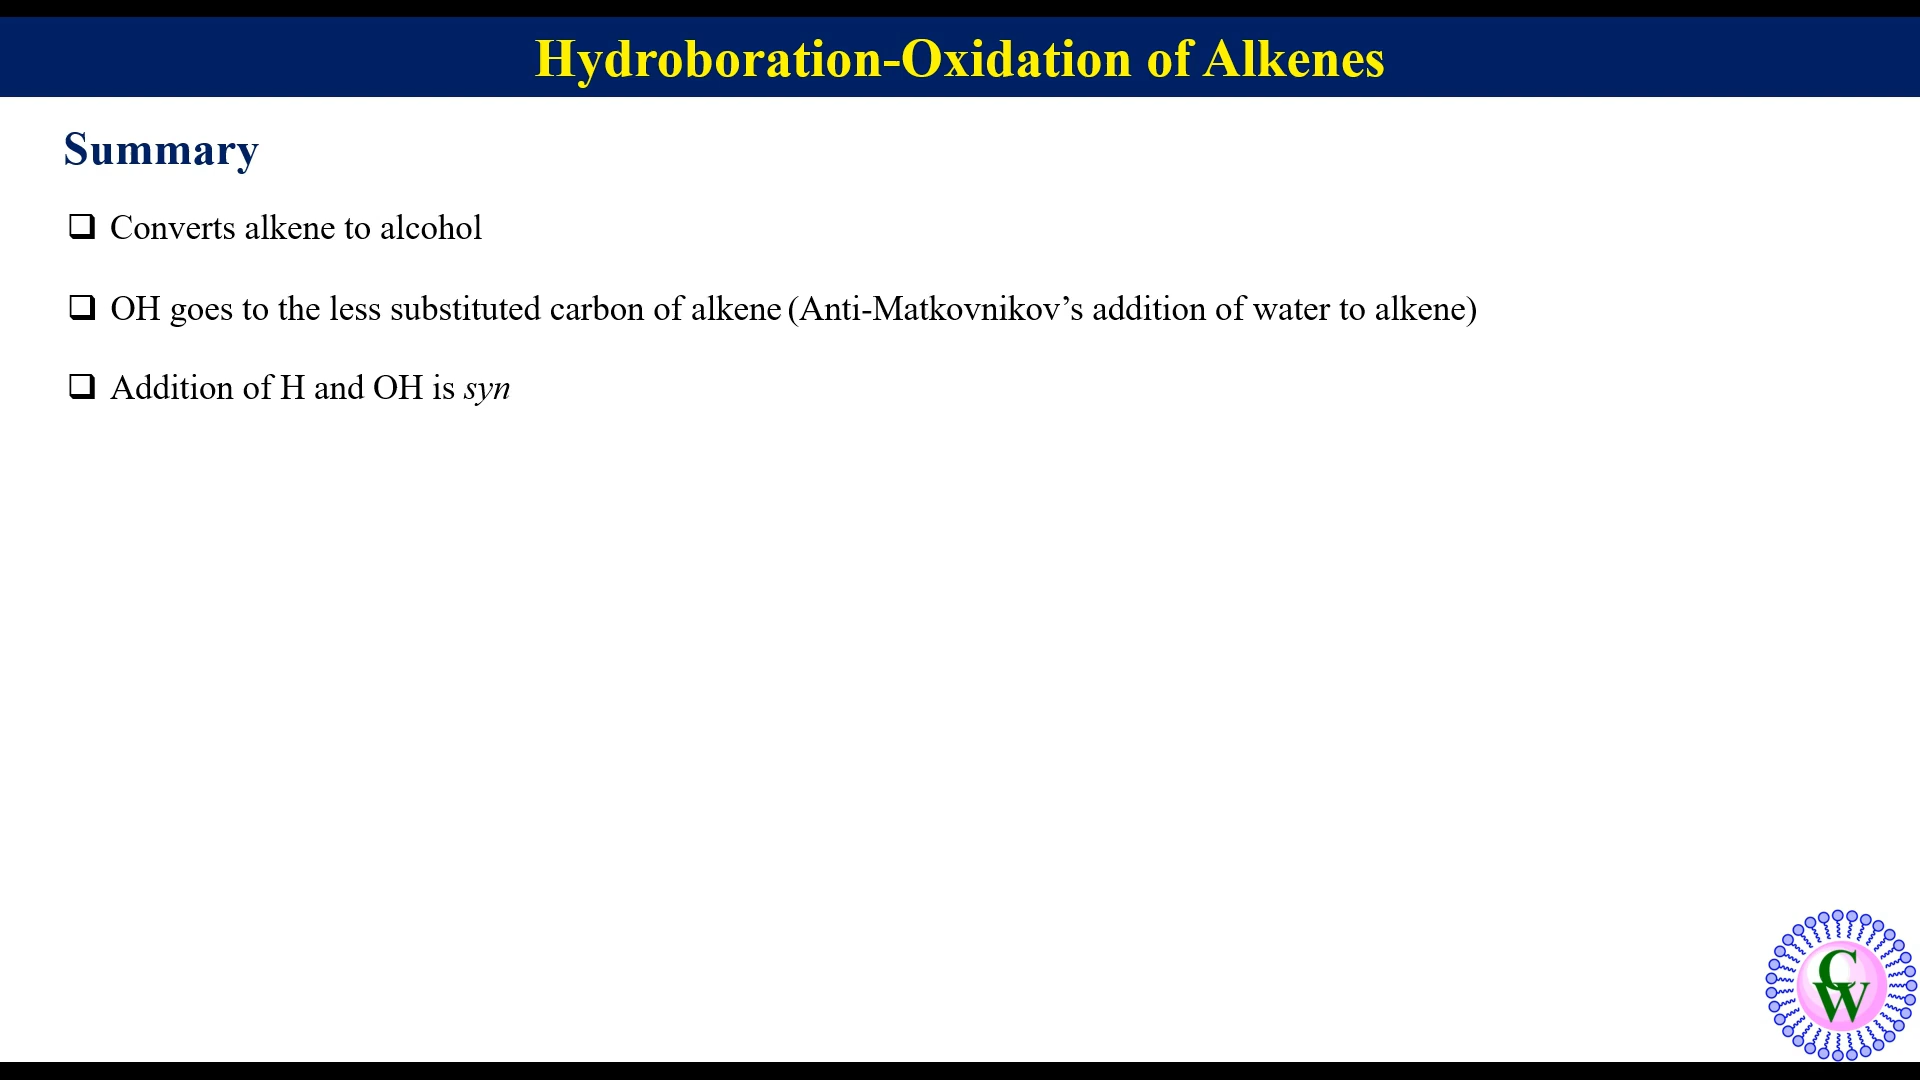 Hydroboration-Oxidation of Alkenes
Summary
❑ Converts alkene to alcohol
❑ OH goes to the less substituted carbon of alkene (Anti-Matkovnikov’s addition of water to alkene)
❑ Addition of H and OH is syn
CW